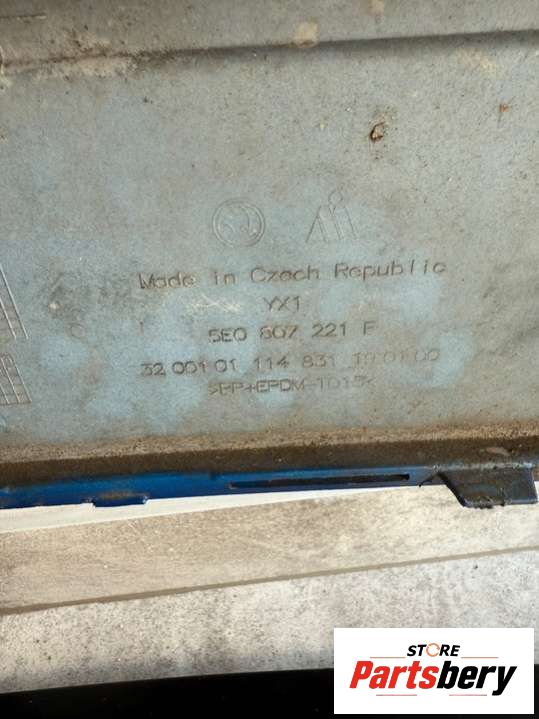 Made in Czech Republic
YX1
5E0 807 221 F
32 001 01 114 831 19 01 00
>PP+EPDM-TD15<
STORE
Partsbery